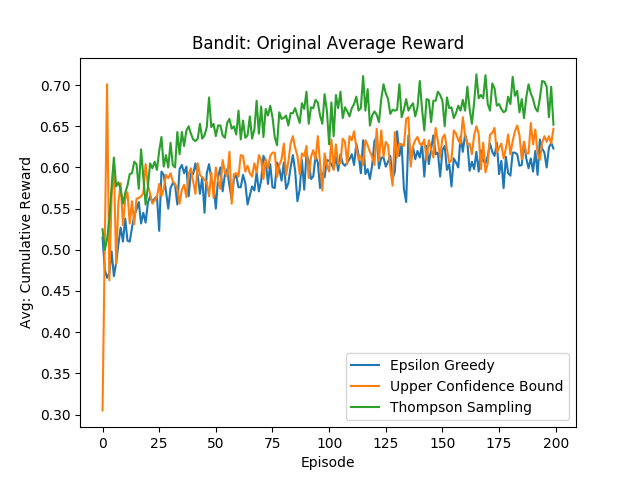 Bandit: Original Average Reward
Avg: Cumulative Reward
0.70
0.65
0.60
0.55
0.50
0.45
0.40
0.35
0.30
Epsilon Greedy
Upper Confidence Bound
Thompson Sampling
0 25 50 75 100 125 150 175 200
Episode